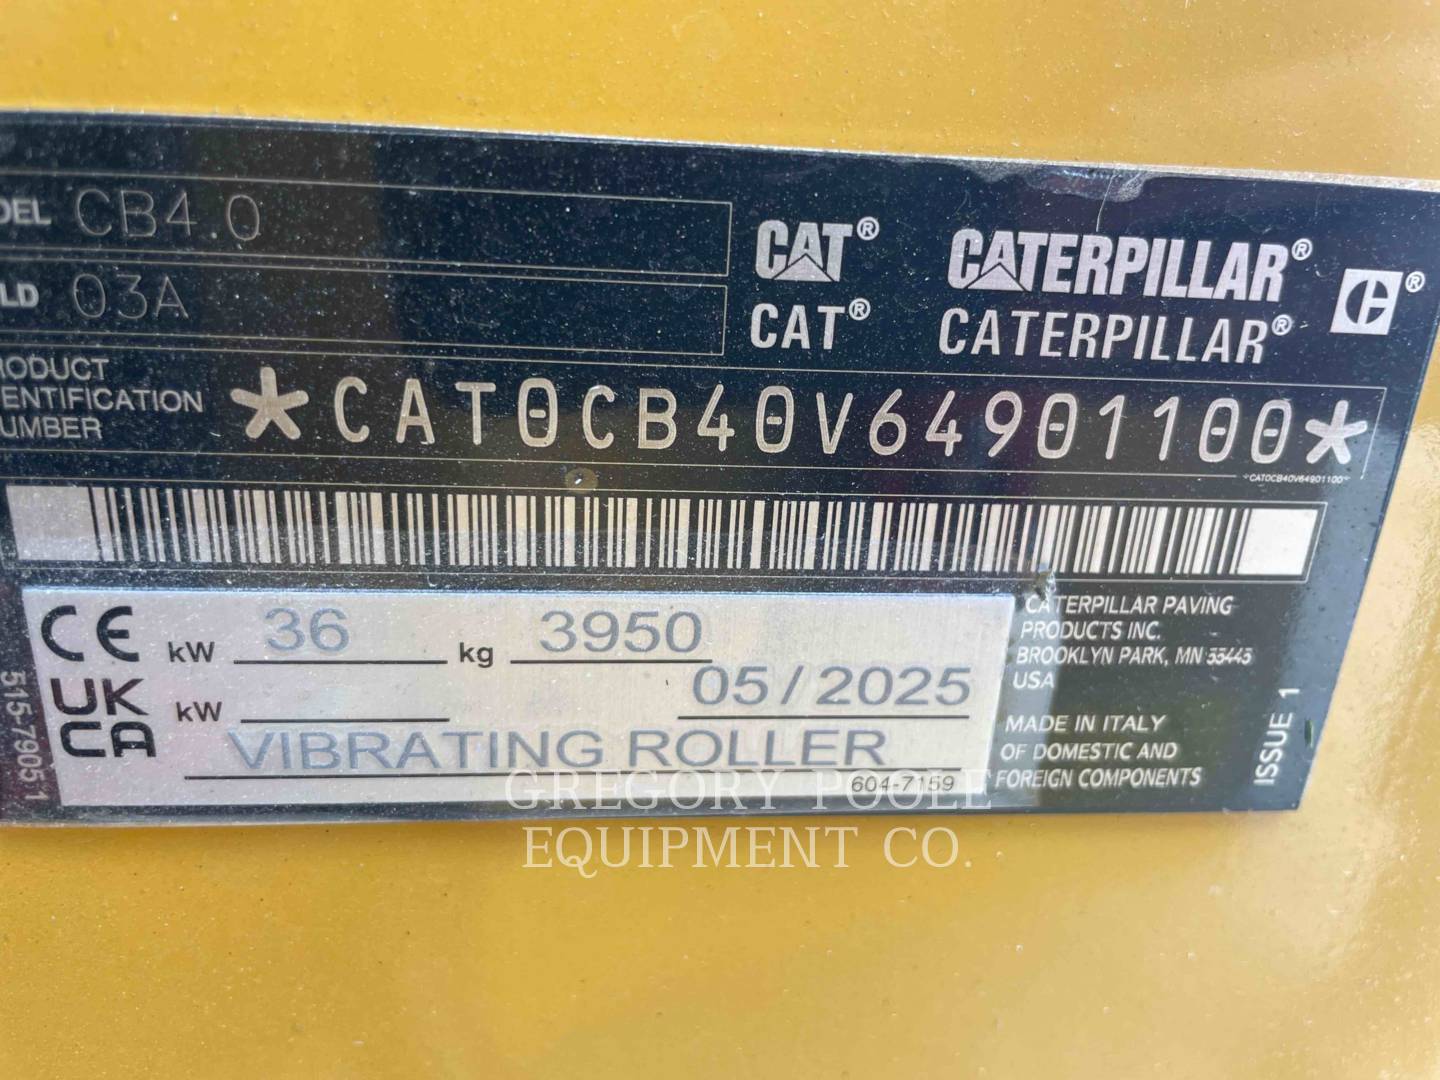 DEL CB4.0
LD 03A
CAT® CATERPILLAR®
CAT® CATERPILLAR®
RODUCT
ENTIFICATION
UMBER
*CAT0CB40V64901100*
*CAT0CB40V64901100*
CE kW 36 kg 3950
UK
CA kW 05/2025
VIBRATING ROLLER
604-7159
515-7905 1
CATERPILLAR PAVING
PRODUCTS INC.
BROOKLYN PARK, MN
USA
MADE IN ITALY
OF DOMESTIC AND
FOREIGN COMPONENTS
ISSUE 1
GREGORY POOLE
EQUIPMENT CO